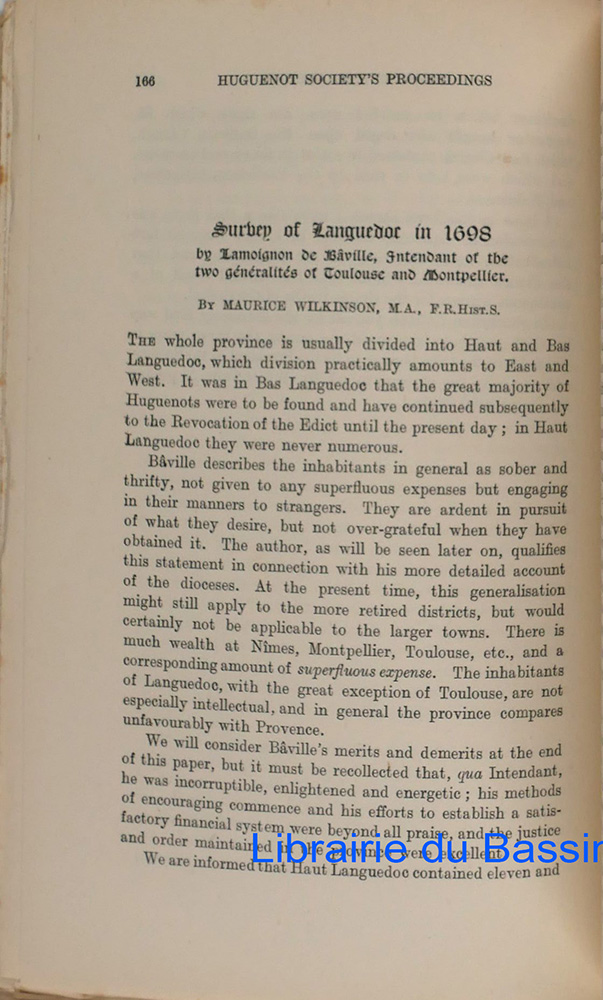 166 HUGUENOT SOCIETY'S PROCEEDINGS
Survey of Languedoc in 1698
by Lamoignon de Bâville, Intendant of the
two généralités of Toulouse and Montpellier.
BY MAURICE WILKINSON, M.A., F.R.HIST.S.
THE whole province is usually divided into Haut and Bas
Languedoc, which division practically amounts to East and
West. It was in Bas Languedoc that the great majority of
Huguenots were to be found and have continued subsequently
to the Revocation of the Edict until the present day; in Haut
Languedoc they were never numerous.
Bâville describes the inhabitants in general as sober and
thrifty, not given to any superfluous expenses but engaging
in their manners to strangers. They are ardent in pursuit
of what they desire, but not over-grateful when they have
obtained it. The author, as will be seen later on, qualifies
this statement in connection with his more detailed account
of the dioceses. At the present time, this generalisation
might still apply to the more retired districts, but would
certainly not be applicable to the larger towns. There is
much wealth at Nîmes, Montpellier, Toulouse, etc., and a
corresponding amount of superfluous expense. The inhabitants
of Languedoc, with the great exception of Toulouse, are not
especially intellectual, and in general the province compares
unfavourably with Provence.
We will consider Bâville's merits and demerits at the end
of this paper, but it must be recollected that, qua Intendant,
he was incorruptible, enlightened and energetic; his methods
of encouraging commence and his efforts to establish a satis-
factory financial system were beyond all praise, and the justice
and order maintained in the province were excellent.
We are informed that Haut Languedoc contained eleven and
Librairie du Bassin